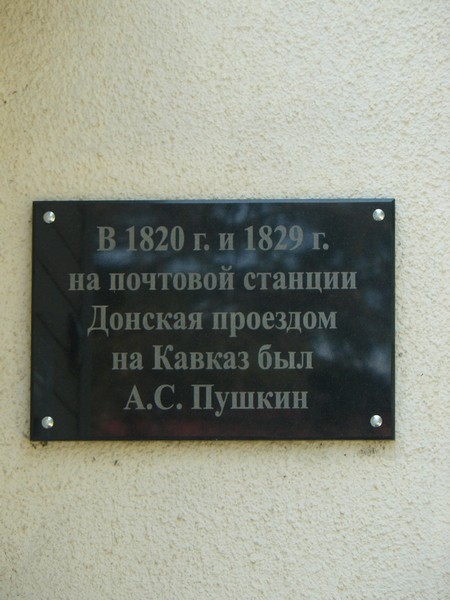 В 1820 г. и 1829 г.
на почтовой станции
Донская проездом
на Кавказ был
А.С. Пушкин